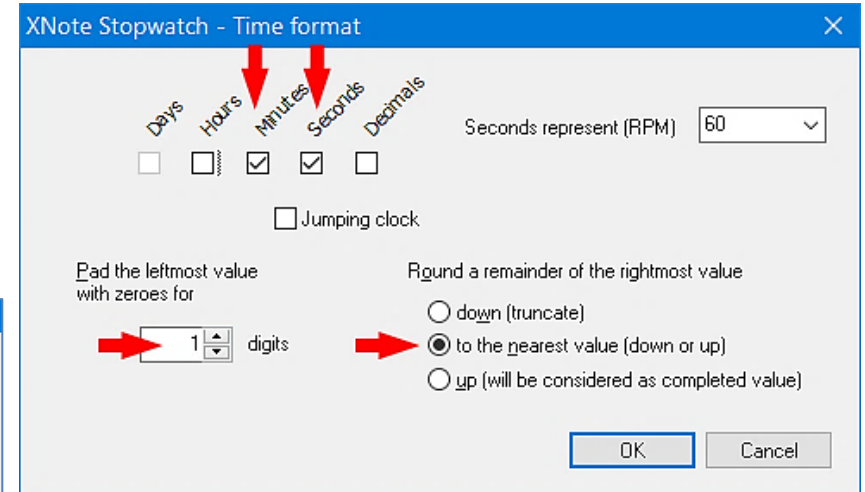 XNote Stopwatch - Time format
Days Hours Minutes Seconds Decimals
Seconds represent (RPM) 60
Jumping clock
Pad the leftmost value
with zeroes for
1 digits
Round a remainder of the rightmost value
down (truncate)
to the nearest value (down or up)
up (will be considered as completed value)
OK Cancel